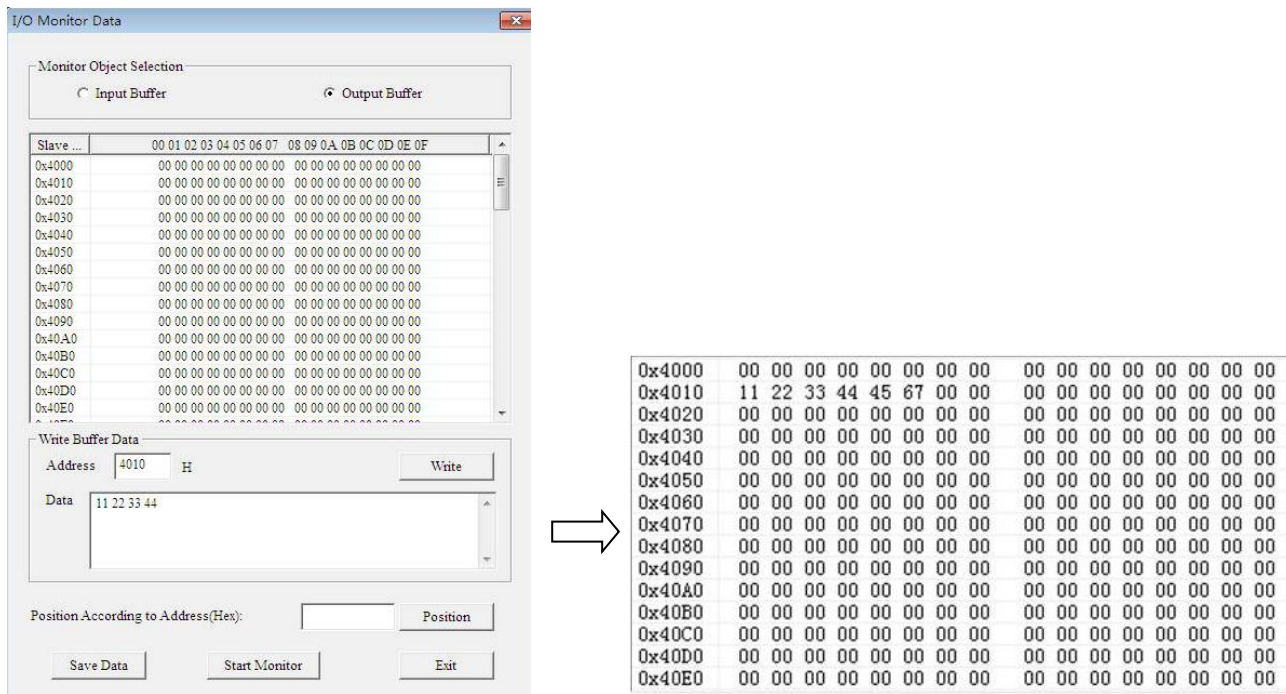 I/O Monitor Data
Monitor Object Selection
Input Buffer Output Buffer
Slave ... 00 01 02 03 04 05 06 07 08 09 0A 0B 0C 0D 0E 0F
0x4000 00 00 00 00 00 00 00 00 00 00 00 00 00 00 00 00
0x4010 00 00 00 00 00 00 00 00 00 00 00 00 00 00 00 00
0x4020 00 00 00 00 00 00 00 00 00 00 00 00 00 00 00 00
0x4030 00 00 00 00 00 00 00 00 00 00 00 00 00 00 00 00
0x4040 00 00 00 00 00 00 00 00 00 00 00 00 00 00 00 00
0x4050 00 00 00 00 00 00 00 00 00 00 00 00 00 00 00 00
0x4060 00 00 00 00 00 00 00 00 00 00 00 00 00 00 00 00
0x4070 00 00 00 00 00 00 00 00 00 00 00 00 00 00 00 00
0x4080 00 00 00 00 00 00 00 00 00 00 00 00 00 00 00 00
0x4090 00 00 00 00 00 00 00 00 00 00 00 00 00 00 00 00
0x40A0 00 00 00 00 00 00 00 00 00 00 00 00 00 00 00 00
0x40B0 00 00 00 00 00 00 00 00 00 00 00 00 00 00 00 00
0x40C0 00 00 00 00 00 00 00 00 00 00 00 00 00 00 00 00
0x40D0 00 00 00 00 00 00 00 00 00 00 00 00 00 00 00 00
0x40E0 00 00 00 00 00 00 00 00 00 00 00 00 00 00 00 00
Write Buffer Data
Address 4010 H Write
Data 11 22 33 44
Position According to Address(Hex): Position
Save Data Start Monitor Exit
0x4000 00 00 00 00 00 00 00 00 00 00 00 00 00 00 00 00
0x4010 11 22 33 44 45 67 00 00 00 00 00 00 00 00 00 00
0x4020 00 00 00 00 00 00 00 00 00 00 00 00 00 00 00 00
0x4030 00 00 00 00 00 00 00 00 00 00 00 00 00 00 00 00
0x4040 00 00 00 00 00 00 00 00 00 00 00 00 00 00 00 00
0x4050 00 00 00 00 00 00 00 00 00 00 00 00 00 00 00 00
0x4060 00 00 00 00 00 00 00 00 00 00 00 00 00 00 00 00
0x4070 00 00 00 00 00 00 00 00 00 00 00 00 00 00 00 00
0x4080 00 00 00 00 00 00 00 00 00 00 00 00 00 00 00 00
0x4090 00 00 00 00 00 00 00 00 00 00 00 00 00 00 00 00
0x40A0 00 00 00 00 00 00 00 00 00 00 00 00 00 00 00 00
0x40B0 00 00 00 00 00 00 00 00 00 00 00 00 00 00 00 00
0x40C0 00 00 00 00 00 00 00 00 00 00 00 00 00 00 00 00
0x40D0 00 00 00 00 00 00 00 00 00 00 00 00 00 00 00 00
0x40E0 00 00 00 00 00 00 00 00 00 00 00 00 00 00 00 00